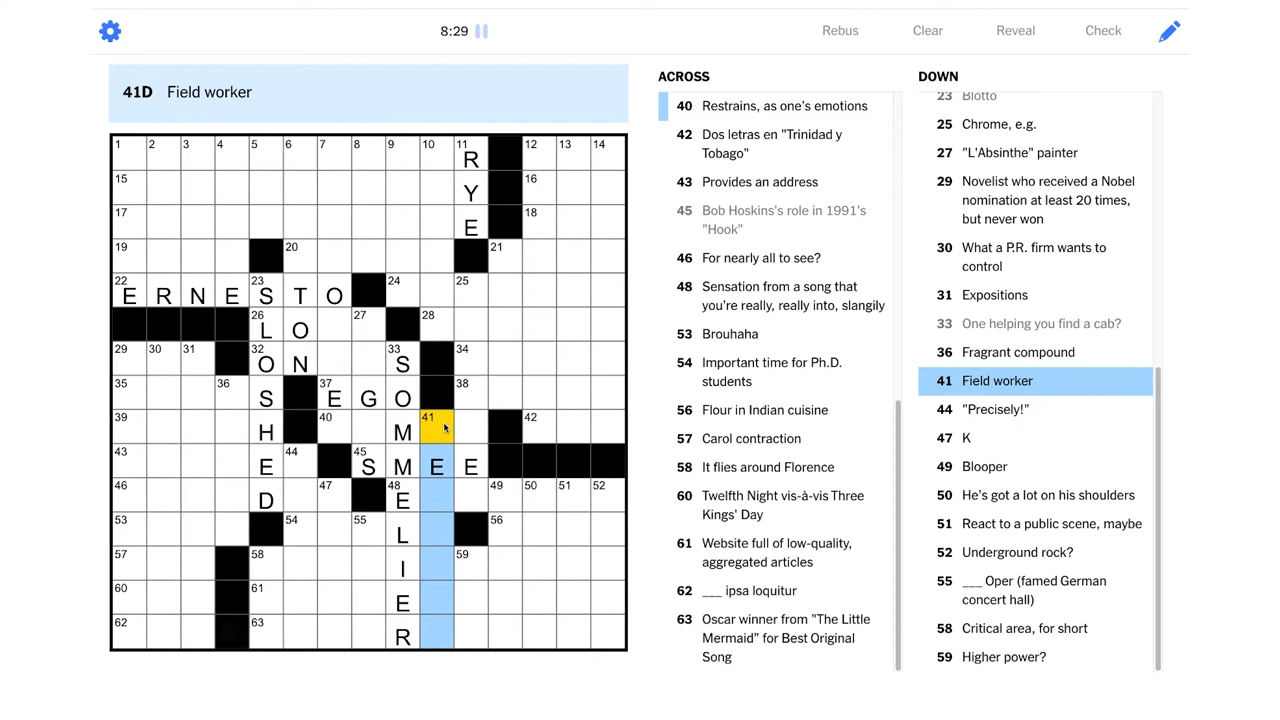 8:29
Rebus
Clear
Reveal
Check
41D Field worker
1 2 3 4 5 6 7 8 9 10 11 R 12 13 14
15 Y 16
17 E 18
19 20 21
22 E R N E 23 S T O 24 25
26 L O 27 28
29 30 31 32 O N 33 S 34
35 36 S 37 E G O 38
39 H 40 M 41 42
43 E 44 45 S M E E
46 D 47 48 E 49 50 51 52
53 54 55 L 56
57 58 I 59
60 61 E
62 63 R
ACROSS
40 Restrains, as one's emotions
42 Dos letras en "Trinidad y
Tobago"
43 Provides an address
45 Bob Hoskins's role in 1991's
"Hook"
46 For nearly all to see?
48 Sensation from a song that
you're really, really into, slangily
53 Brouhaha
54 Important time for Ph.D.
students
56 Flour in Indian cuisine
57 Carol contraction
58 It flies around Florence
60 Twelfth Night vis-à-vis Three
Kings' Day
61 Website full of low-quality,
aggregated articles
62 ___ ipsa loquitur
63 Oscar winner from "The Little
Mermaid" for Best Original
Song
DOWN
23 Blotto
25 Chrome, e.g.
27 "L'Absinthe" painter
29 Novelist who received a Nobel
nomination at least 20 times,
but never won
30 What a P.R. firm wants to
control
31 Expositions
33 One helping you find a cab?
36 Fragrant compound
41 Field worker
44 "Precisely!"
47 K
49 Blooper
50 He's got a lot on his shoulders
51 React to a public scene, maybe
52 Underground rock?
55 ___ Oper (famed German
concert hall)
58 Critical area, for short
59 Higher power?